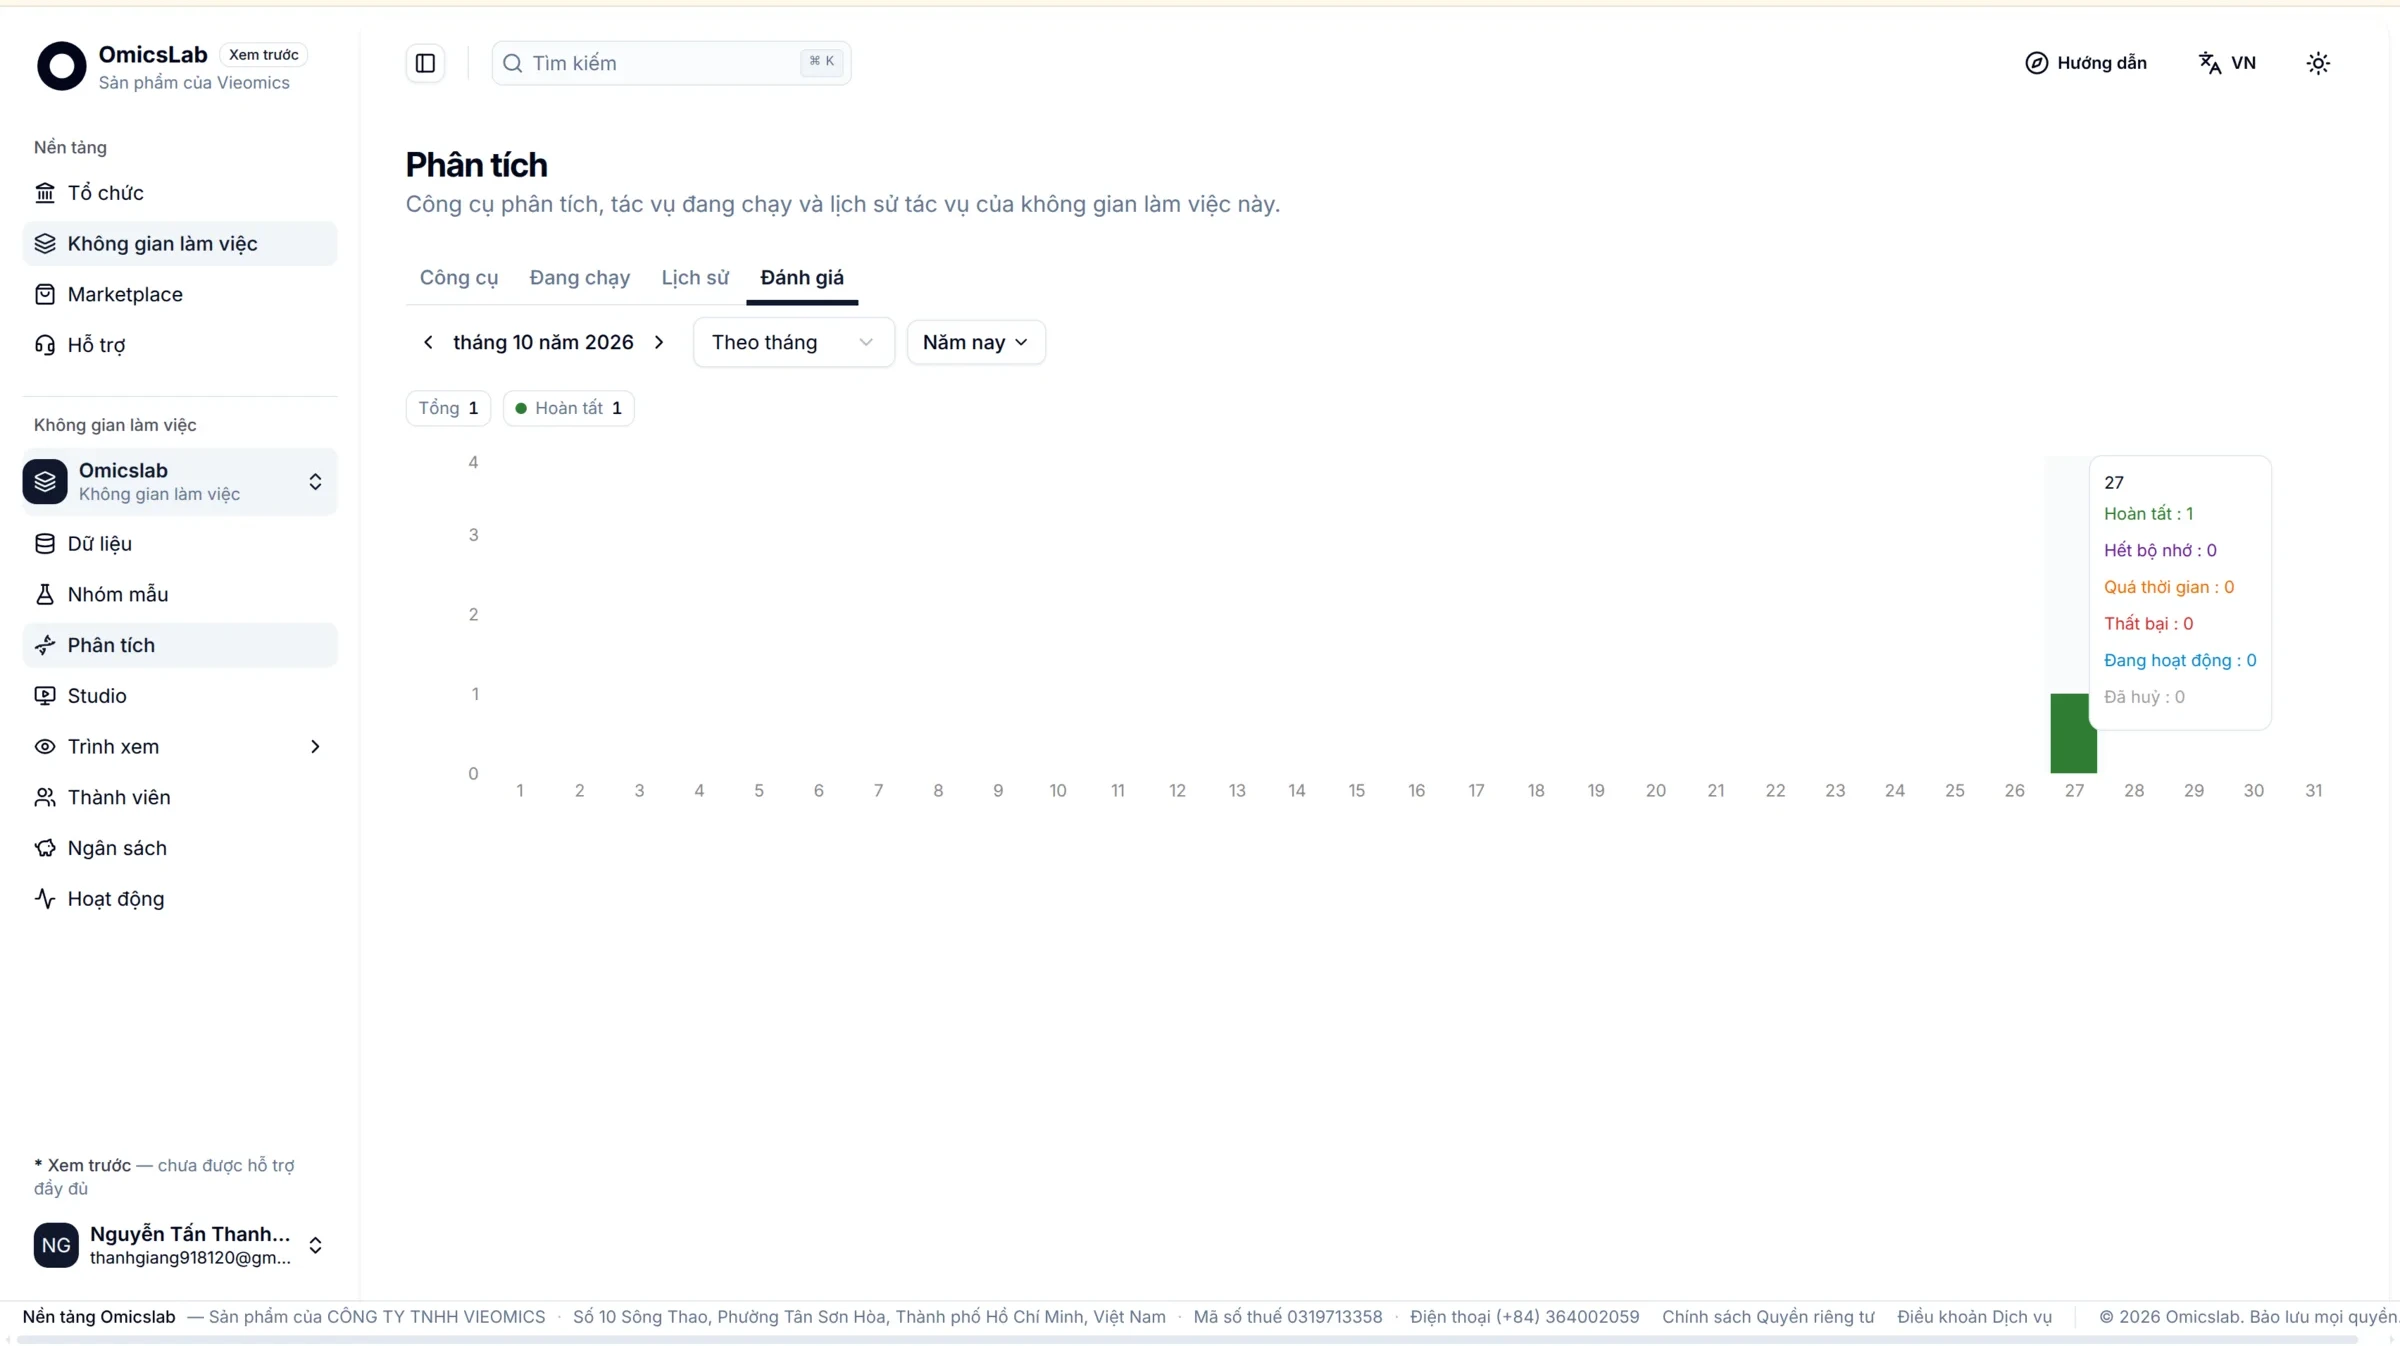 OmicsLab Xem trước
Sản phẩm của Vieomics
Tìm kiếm ⌘ K
Hướng dẫn
VN
Nền tảng
Tổ chức
Không gian làm việc
Marketplace
Hỗ trợ
Không gian làm việc
Omicslab
Không gian làm việc
Dữ liệu
Nhóm mẫu
Phân tích
Studio
Trình xem
Thành viên
Ngân sách
Hoạt động
* Xem trước — chưa được hỗ trợ
đầy đủ
NG
Nguyễn Tấn Thanh...
thanhgiang918120@gm...
Phân tích
Công cụ phân tích, tác vụ đang chạy và lịch sử tác vụ của không gian làm việc này.
Công cụ Đang chạy Lịch sử Đánh giá
tháng 10 năm 2026 Theo tháng Năm nay
Tổng 1 Hoàn tất 1
4
3
2
1
0
1 2 3 4 5 6 7 8 9 10 11 12 13 14 15 16 17 18 19 20 21 22 23 24 25 26 27 28 29 30 31
27
Hoàn tất : 1
Hết bộ nhớ : 0
Quá thời gian : 0
Thất bại : 0
Đang hoạt động : 0
Đã huỷ : 0
Nền tảng Omicslab — Sản phẩm của CÔNG TY TNHH VIEOMICS · Số 10 Sông Thao, Phường Tân Sơn Hòa, Thành phố Hồ Chí Minh, Việt Nam · Mã số thuế 0319713358 · Điện thoại (+84) 364002059 Chính sách Quyền riêng tư Điều khoản Dịch vụ © 2026 Omicslab. Bảo lưu mọi quyền.